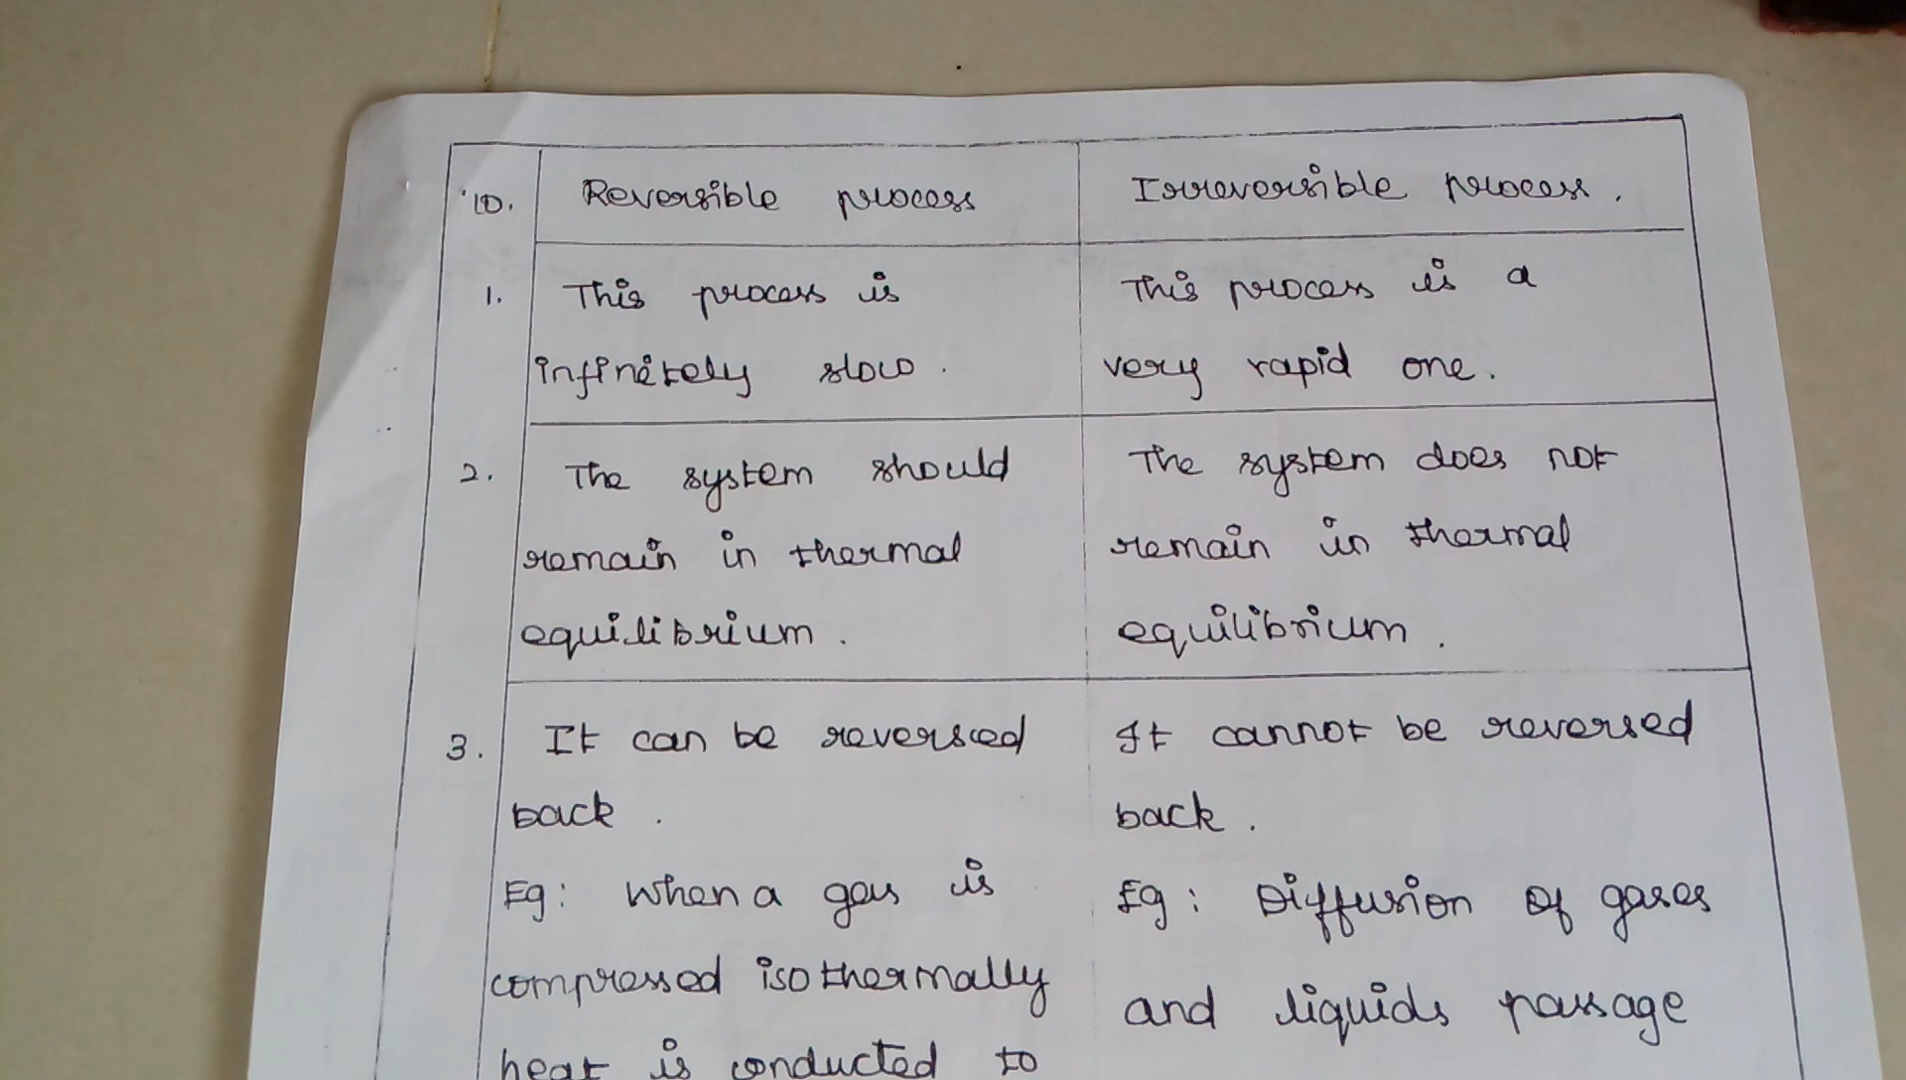 10. Reversible process Irreversible process.
1. This process is This process is a
infinitely slow. very rapid one.
2. The system should The system does not
remain in thermal remain in thermal
equilibrium. equilibrium.
3. It can be reversed It cannot be reversed
back. back.
Eg: When a gas is Eg: Diffusion of gases
compressed isothermally and liquids passage
heat is conducted to